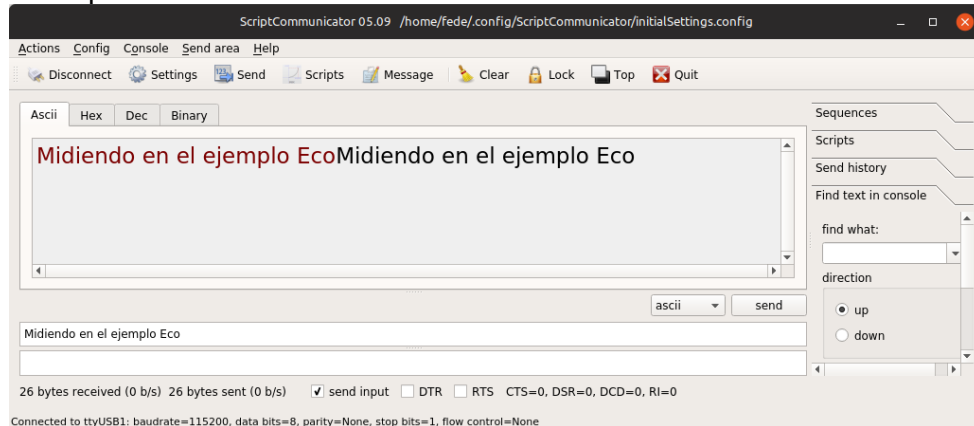 ScriptCommunicator 05.09 /home/fede/.config/ScriptCommunicator/initialSettings.config
Actions Config Console Send area Help
Disconnect Settings Send Scripts Message Clear Lock Top Quit
Ascii Hex Dec Binary
Midiendo en el ejemplo EcoMidiendo en el ejemplo Eco
Sequences
Scripts
Send history
Find text in console
find what:
direction
up
down
ascii send
Midiendo en el ejemplo Eco
26 bytes received (0 b/s) 26 bytes sent (0 b/s) send input DTR RTS CTS=0, DSR=0, DCD=0, RI=0
Connected to ttyUSB1: baudrate=115200, data bits=8, parity=None, stop bits=1, flow control=None